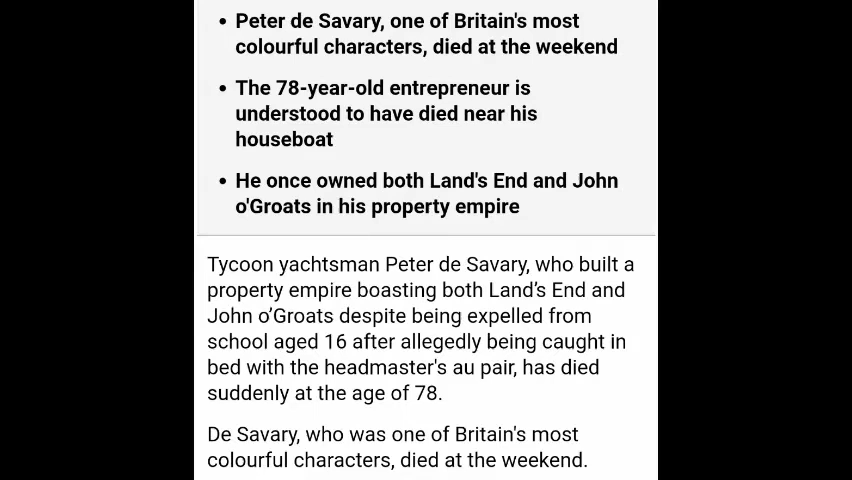 • Peter de Savary, one of Britain's most
colourful characters, died at the weekend
• The 78-year-old entrepreneur is
understood to have died near his
houseboat
• He once owned both Land's End and John
o'Groats in his property empire
Tycoon yachtsman Peter de Savary, who built a
property empire boasting both Land’s End and
John o’Groats despite being expelled from
school aged 16 after allegedly being caught in
bed with the headmaster's au pair, has died
suddenly at the age of 78.
De Savary, who was one of Britain's most
colourful characters, died at the weekend.